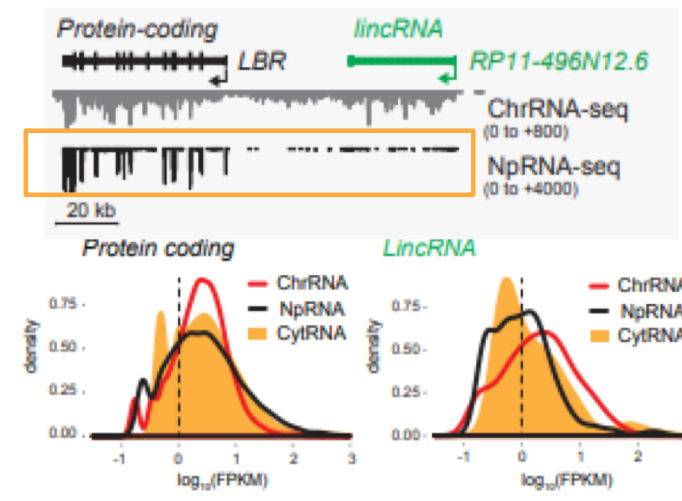 Protein-coding lincRNA
LBR RP11-496N12.6
ChrRNA-seq
(0 to +800)
NpRNA-seq
(0 to +4000)
20 kb
Protein coding LincRNA
ChrRNA
NpRNA
CytRNA
0.75
0.50
0.25
0.00
density
-1 0 1 2 3
log₁₀(FPKM)
ChrRNA
NpRNA
CytRNA
0.75
0.50
0.25
0.00
density
-1 0 1 2
log₁₀(FPKM)